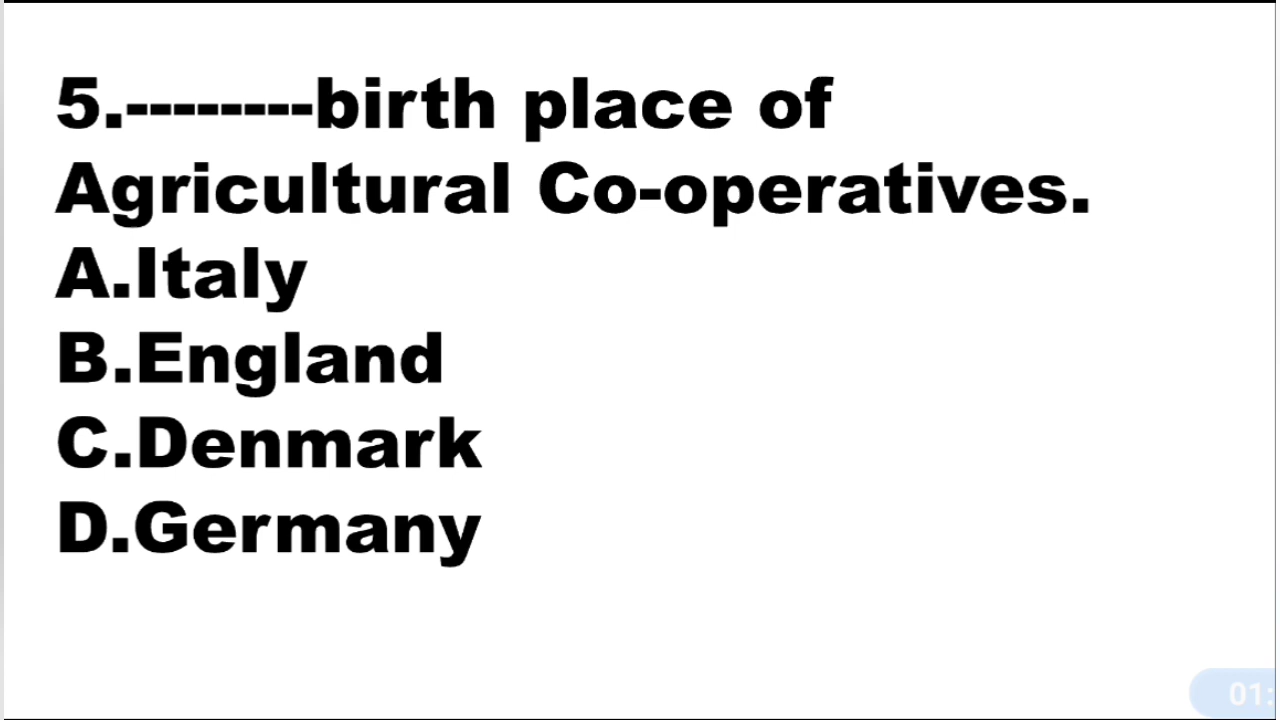 5.--------birth place of
Agricultural Co-operatives.
A.Italy
B.England
C.Denmark
D.Germany
01: